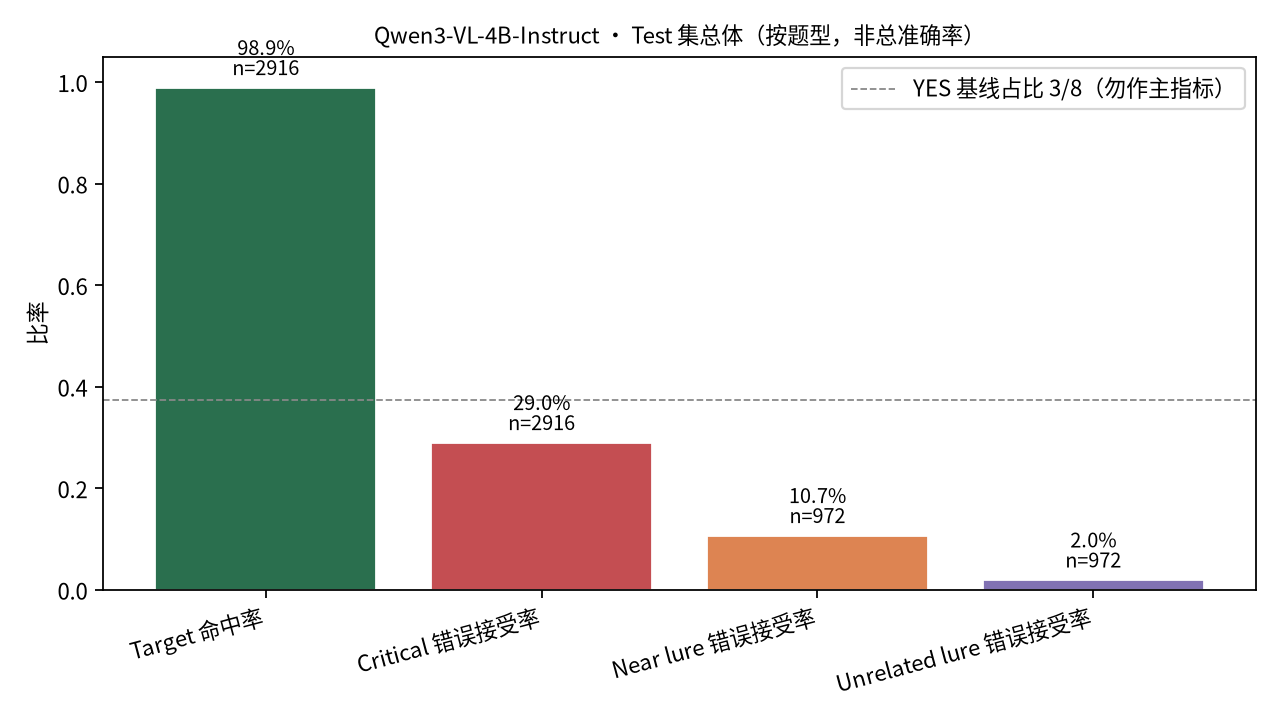 Qwen3-VL-4B-Instruct · Test 集总体（按题型，非总准确率）
98.9%
n=2916
YES 基线占比 3/8（勿作主指标）
1.0
0.8
0.6
0.4
0.2
0.0
比率
29.0%
n=2916
10.7%
n=972
2.0%
n=972
Target 命中率
Critical 错误接受率
Near lure 错误接受率
Unrelated lure 错误接受率